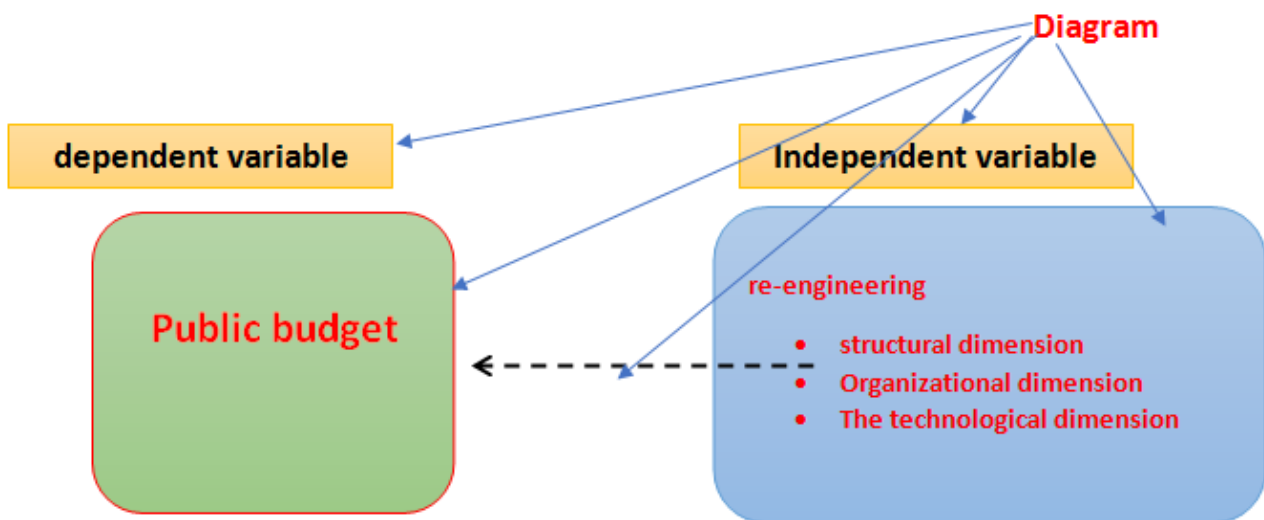 Diagram
dependent variable
Independent variable
Public budget
re-engineering
• structural dimension
• Organizational dimension
• The technological dimension